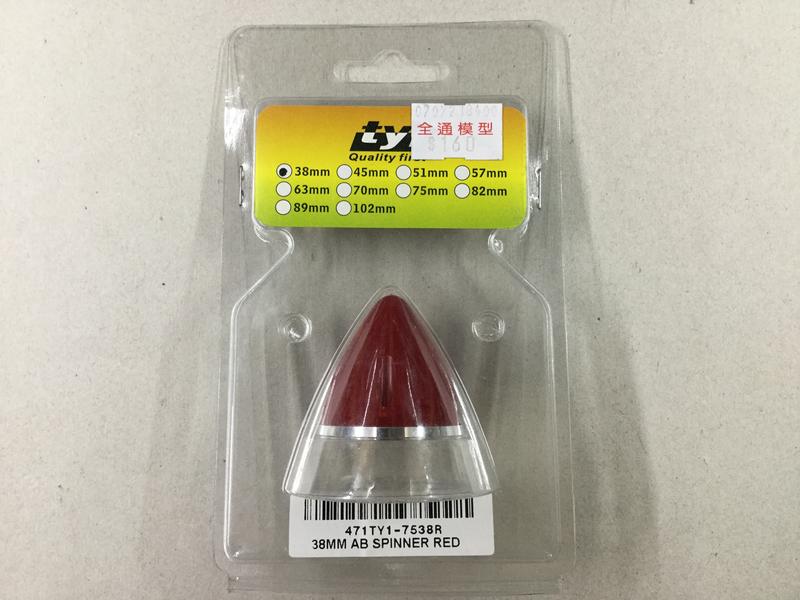 全通模型
$160
Quality first
38mm 45mm 51mm 57mm
63mm 70mm 75mm 82mm
89mm 102mm
471TY1-7538R
38MM AB SPINNER RED